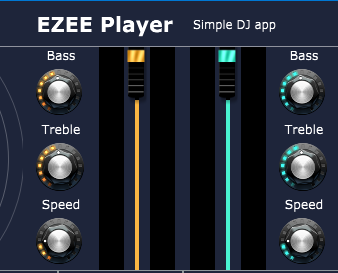 EZEE Player Simple DJ app
Bass Bass
Treble Treble
Speed Speed